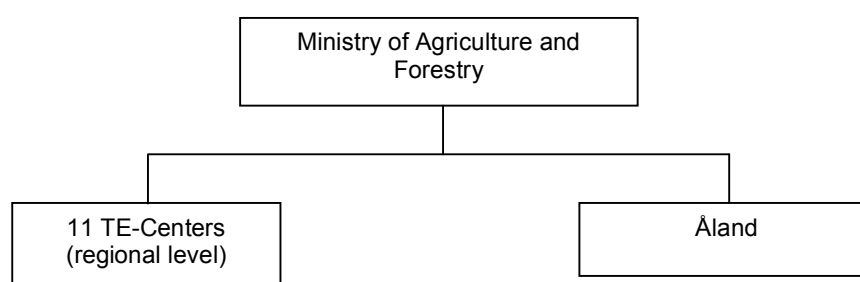 Ministry of Agriculture and
Forestry
11 TE-Centers
(regional level)
Åland